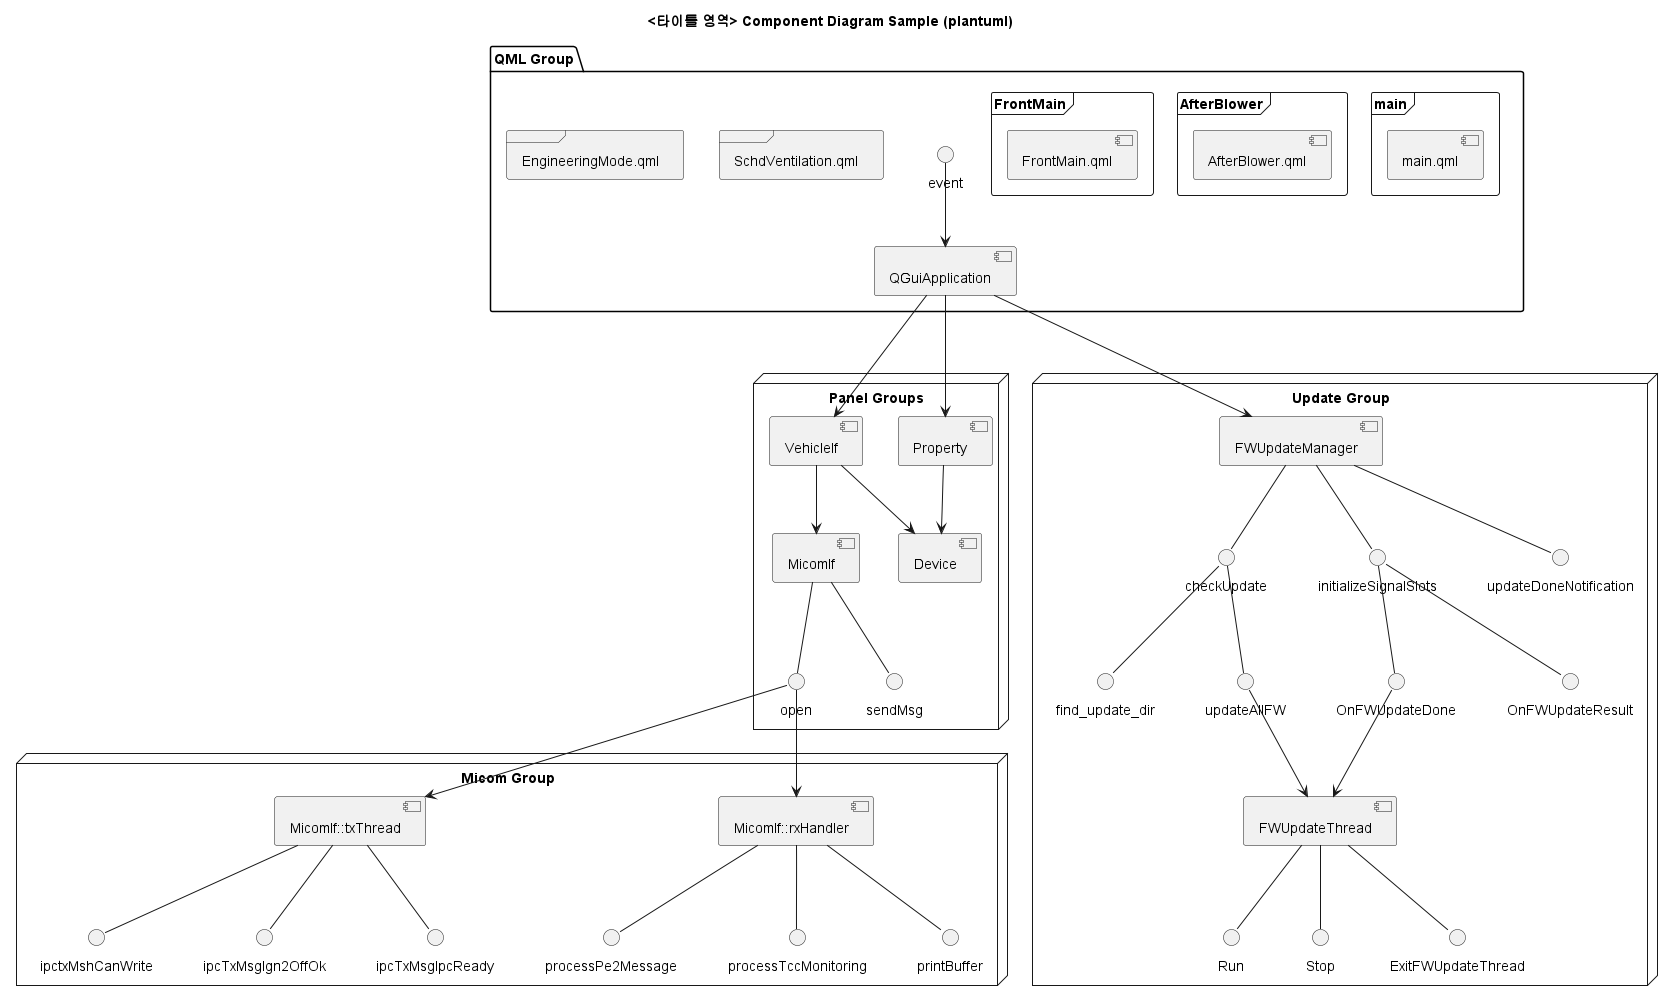 <타이틀 영역> Component Diagram Sample (plantuml)
QML Group
FrontMain
AfterBlower
main
EngineeringMode.qml
SchdVentilation.qml
event
FrontMain.qml
AfterBlower.qml
main.qml
QGuiApplication
Panel Groups
Update Group
VehicleIf
Property
FWUpdateManager
MicomIf
Device
checkUpdate
initializeSignalSlots
updateDoneNotification
open
sendMsg
find_update_dir
updateAllFW
OnFWUpdateDone
OnFWUpdateResult
Micom Group
MicomIf::txThread
MicomIf::rxHandler
FWUpdateThread
ipctxMshCanWrite
ipcTxMsgIgn2OffOk
ipcTxMsgIpcReady
processPe2Message
processTccMonitoring
printBuffer
Run
Stop
ExitFWUpdateThread